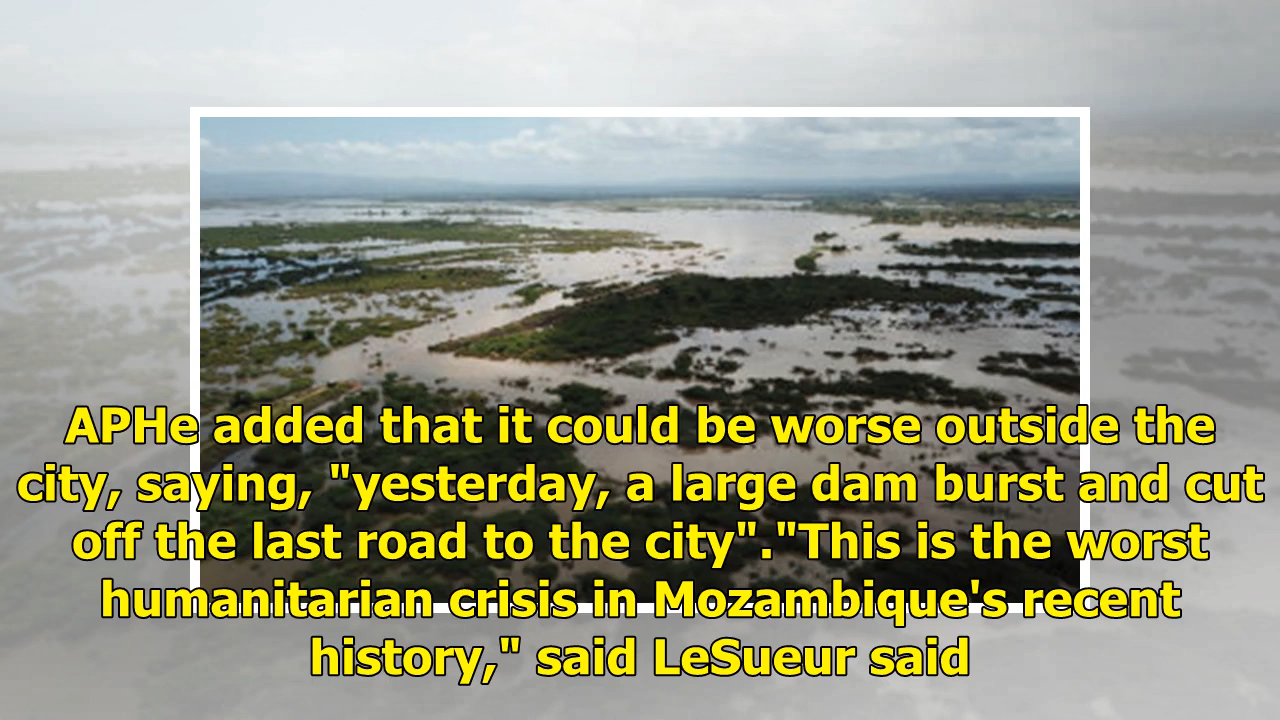 APHe added that it could be worse outside the
city, saying, "yesterday, a large dam burst and cut
off the last road to the city"."This is the worst
humanitarian crisis in Mozambique's recent
history," said LeSueur said